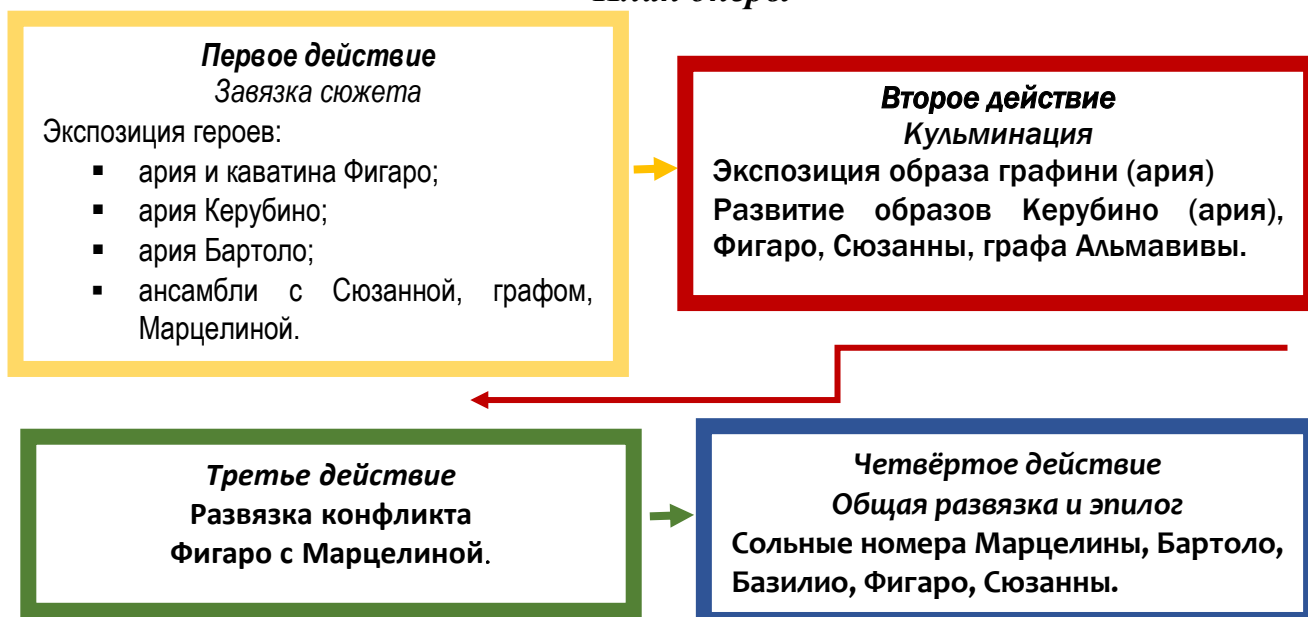 План оперы
Первое действие
Завязка сюжета
Экспозиция героев:
▪ ария и каватина Фигаро;
▪ ария Керубино;
▪ ария Бартоло;
▪ ансамбли с Сюзанной, графом,
Марцелиной.
Второе действие
Кульминация
Экспозиция образа графини (ария)
Развитие образов Керубино (ария),
Фигаро, Сюзанны, графа Альмавивы.
Третье действие
Развязка конфликта
Фигаро с Марцелиной.
Четвёртое действие
Общая развязка и эпилог
Сольные номера Марцелины, Бартоло,
Базилио, Фигаро, Сюзанны.